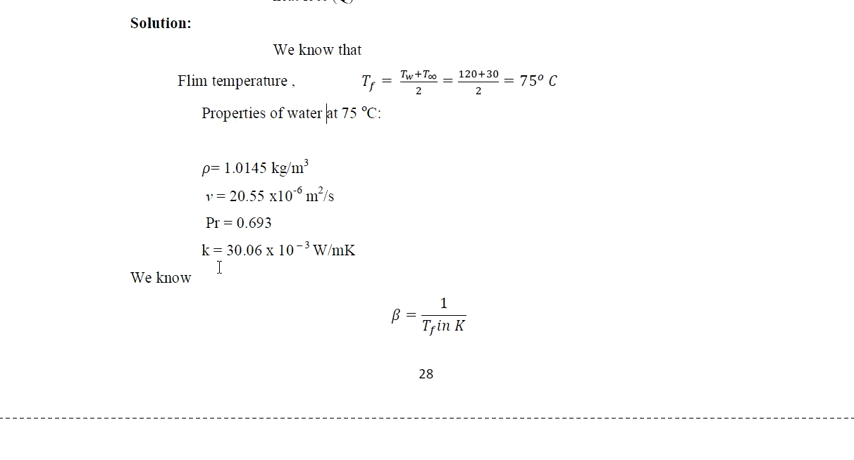 Solution:
We know that
Flim temperature , T_f = (T_w+T_∞)/2 = (120+30)/2 = 75° C
Properties of water at 75 °C:
ρ= 1.0145 kg/m³
v = 20.55 x10⁻⁶ m²/s
Pr = 0.693
k = 30.06 x 10⁻³ W/mK
We know
β = 1/(T_f in K)
28